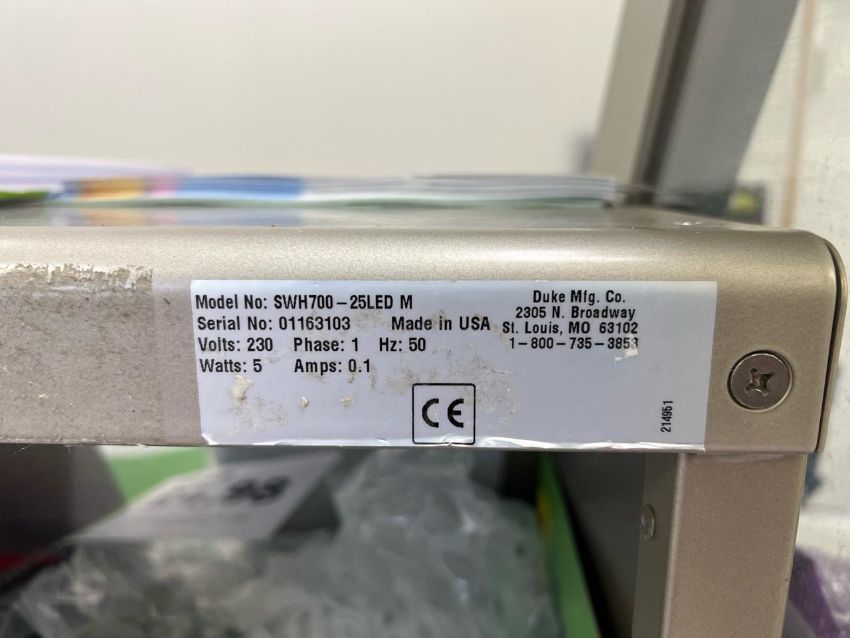 Model No: SWH700-25LED M
Serial No: 01163103 Made in USA
Volts: 230 Phase: 1 Hz: 50
Watts: 5 Amps: 0.1
Duke Mfg. Co.
2305 N. Broadway
St. Louis, MO 63102
1-800-735-3853
CE
214951